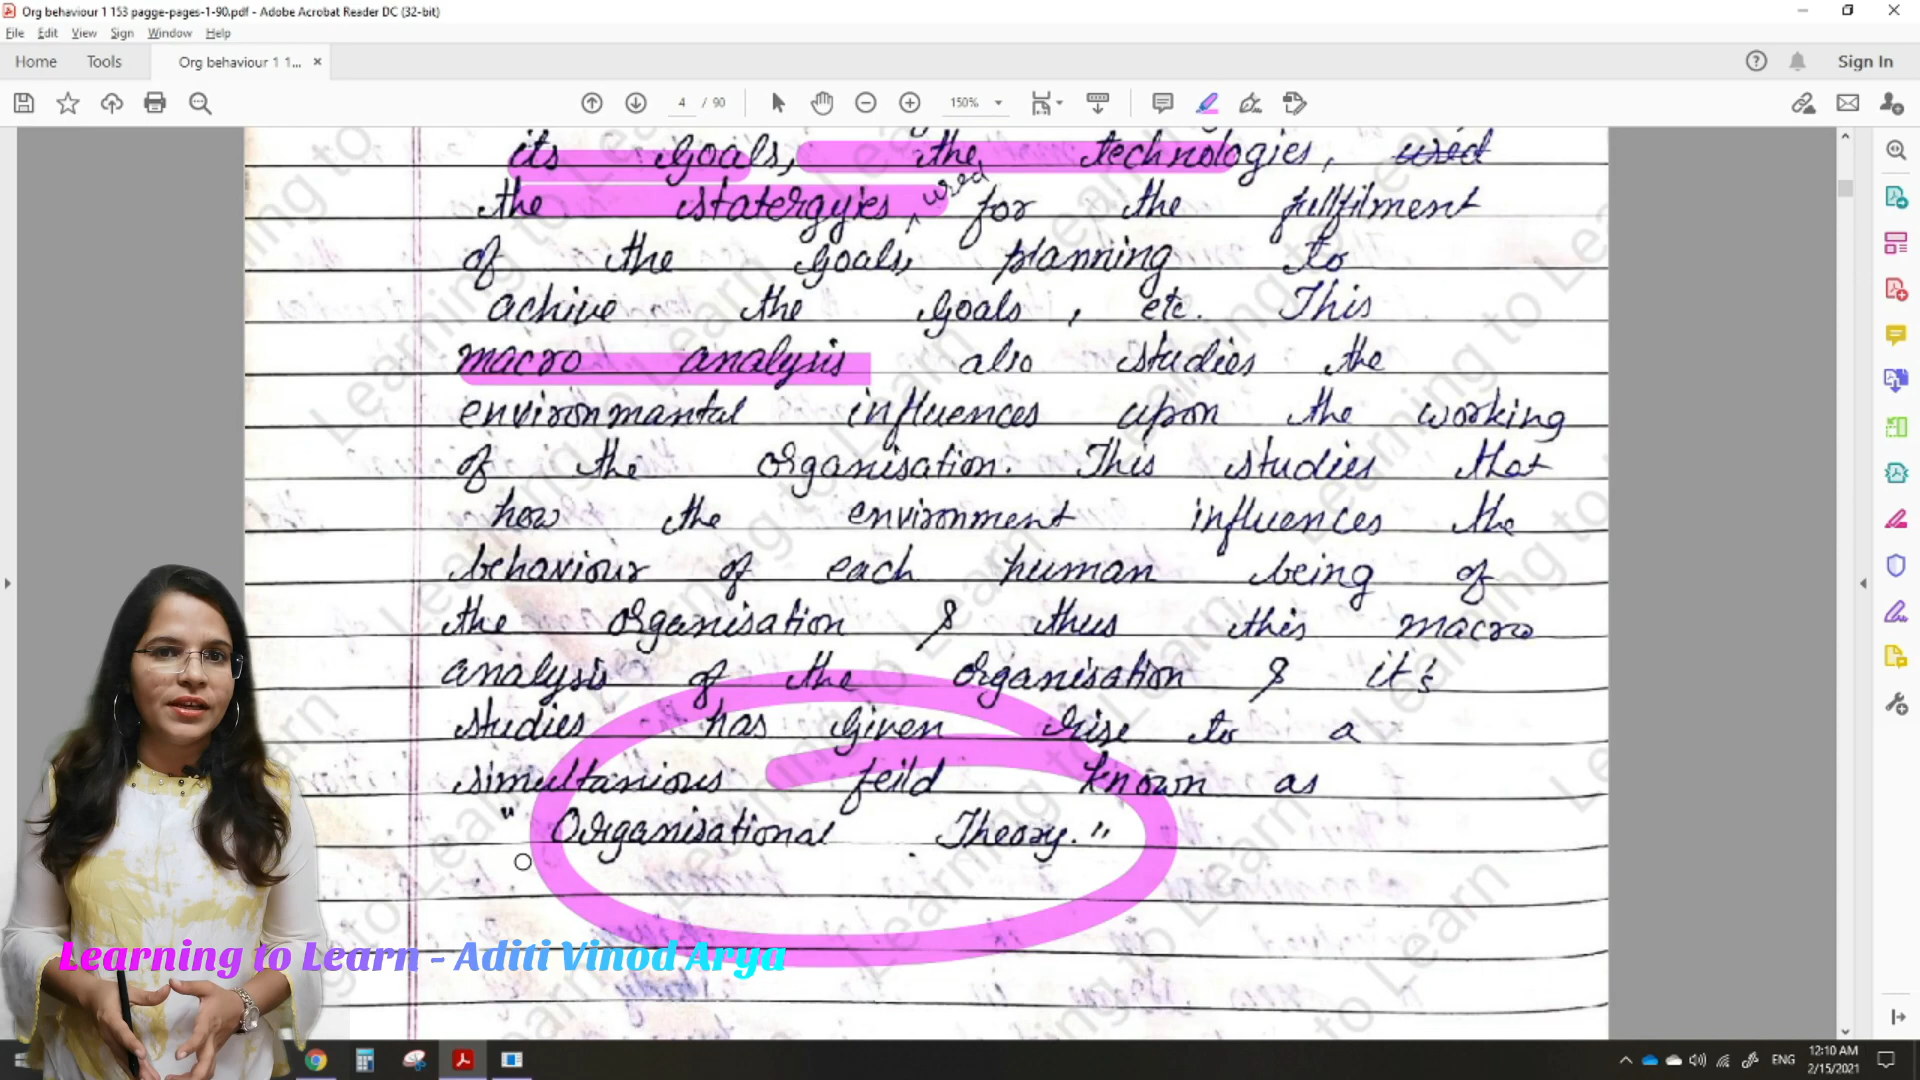 Org behaviour 1 153 pagge-pages-1-90.pdf - Adobe Acrobat Reader DC (32-bit)
File Edit View Sign Window Help
Home Tools Org behaviour 1 1... × Sign In
4 / 90 150%
its Goals, the technologies, used
the statergyies used for the fullfilment
of the Goals, planning to
achive the Goals, etc. This
macro analysis also studies the
environmantal influences upon the working
of the Organisation. This studies that
how the environment influences the
behaviour of each human being of
the Organisation & thus this macro
analysis of the Organisation & it's
studies has given rise to a
simultanious feild known as
"Organisational Theory."
Learning to Learn - Aditi Vinod Arya
ENG
12:10 AM
2/15/2021